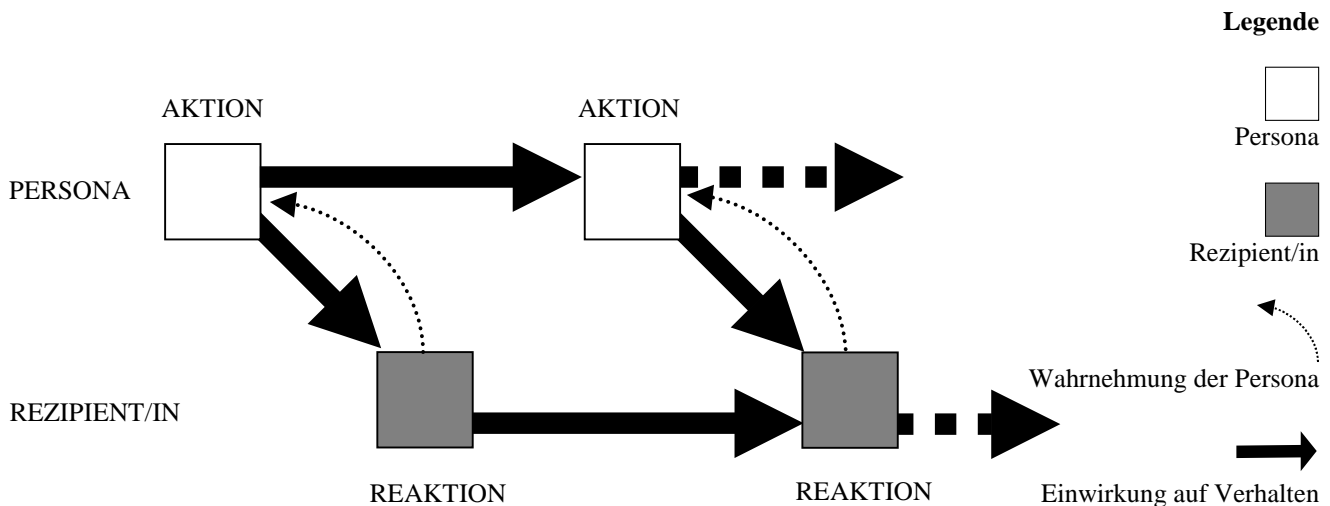 Legende
AKTION
AKTION
Persona
PERSONA
Rezipient/in
Wahrnehmung der Persona
REZIPIENT/IN
REAKTION
REAKTION
Einwirkung auf Verhalten